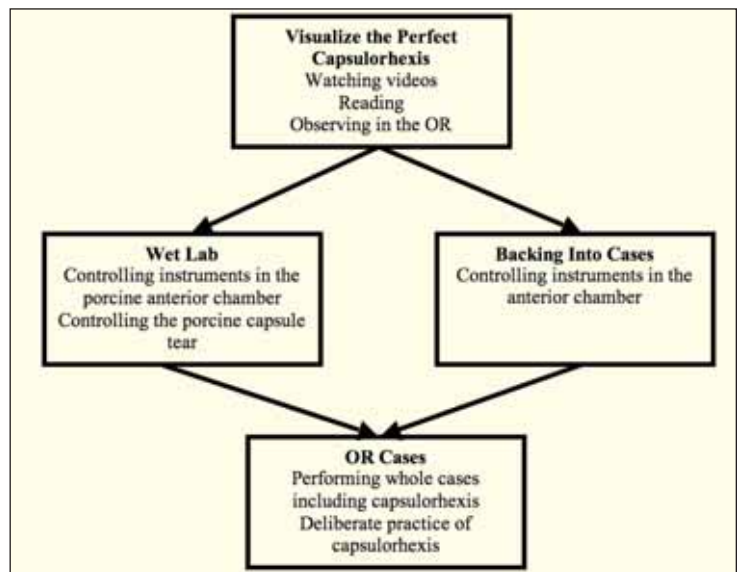 Visualize the Perfect
Capsulorhexis
Watching videos
Reading
Observing in the OR
Wet Lab
Controlling instruments in the
porcine anterior chamber
Controlling the porcine capsule
tear
Backing Into Cases
Controlling instruments in the
anterior chamber
OR Cases
Performing whole cases
including capsulorhexis
Deliberate practice of
capsulorhexis